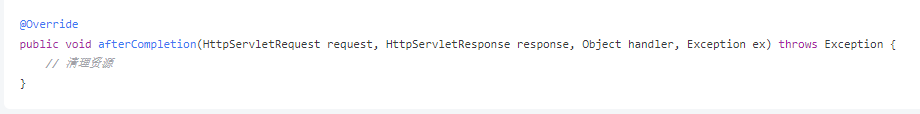 @Override
public void afterCompletion(HttpServletRequest request, HttpServletResponse response, Object handler, Exception ex) throws Exception {
    // 清理资源
}